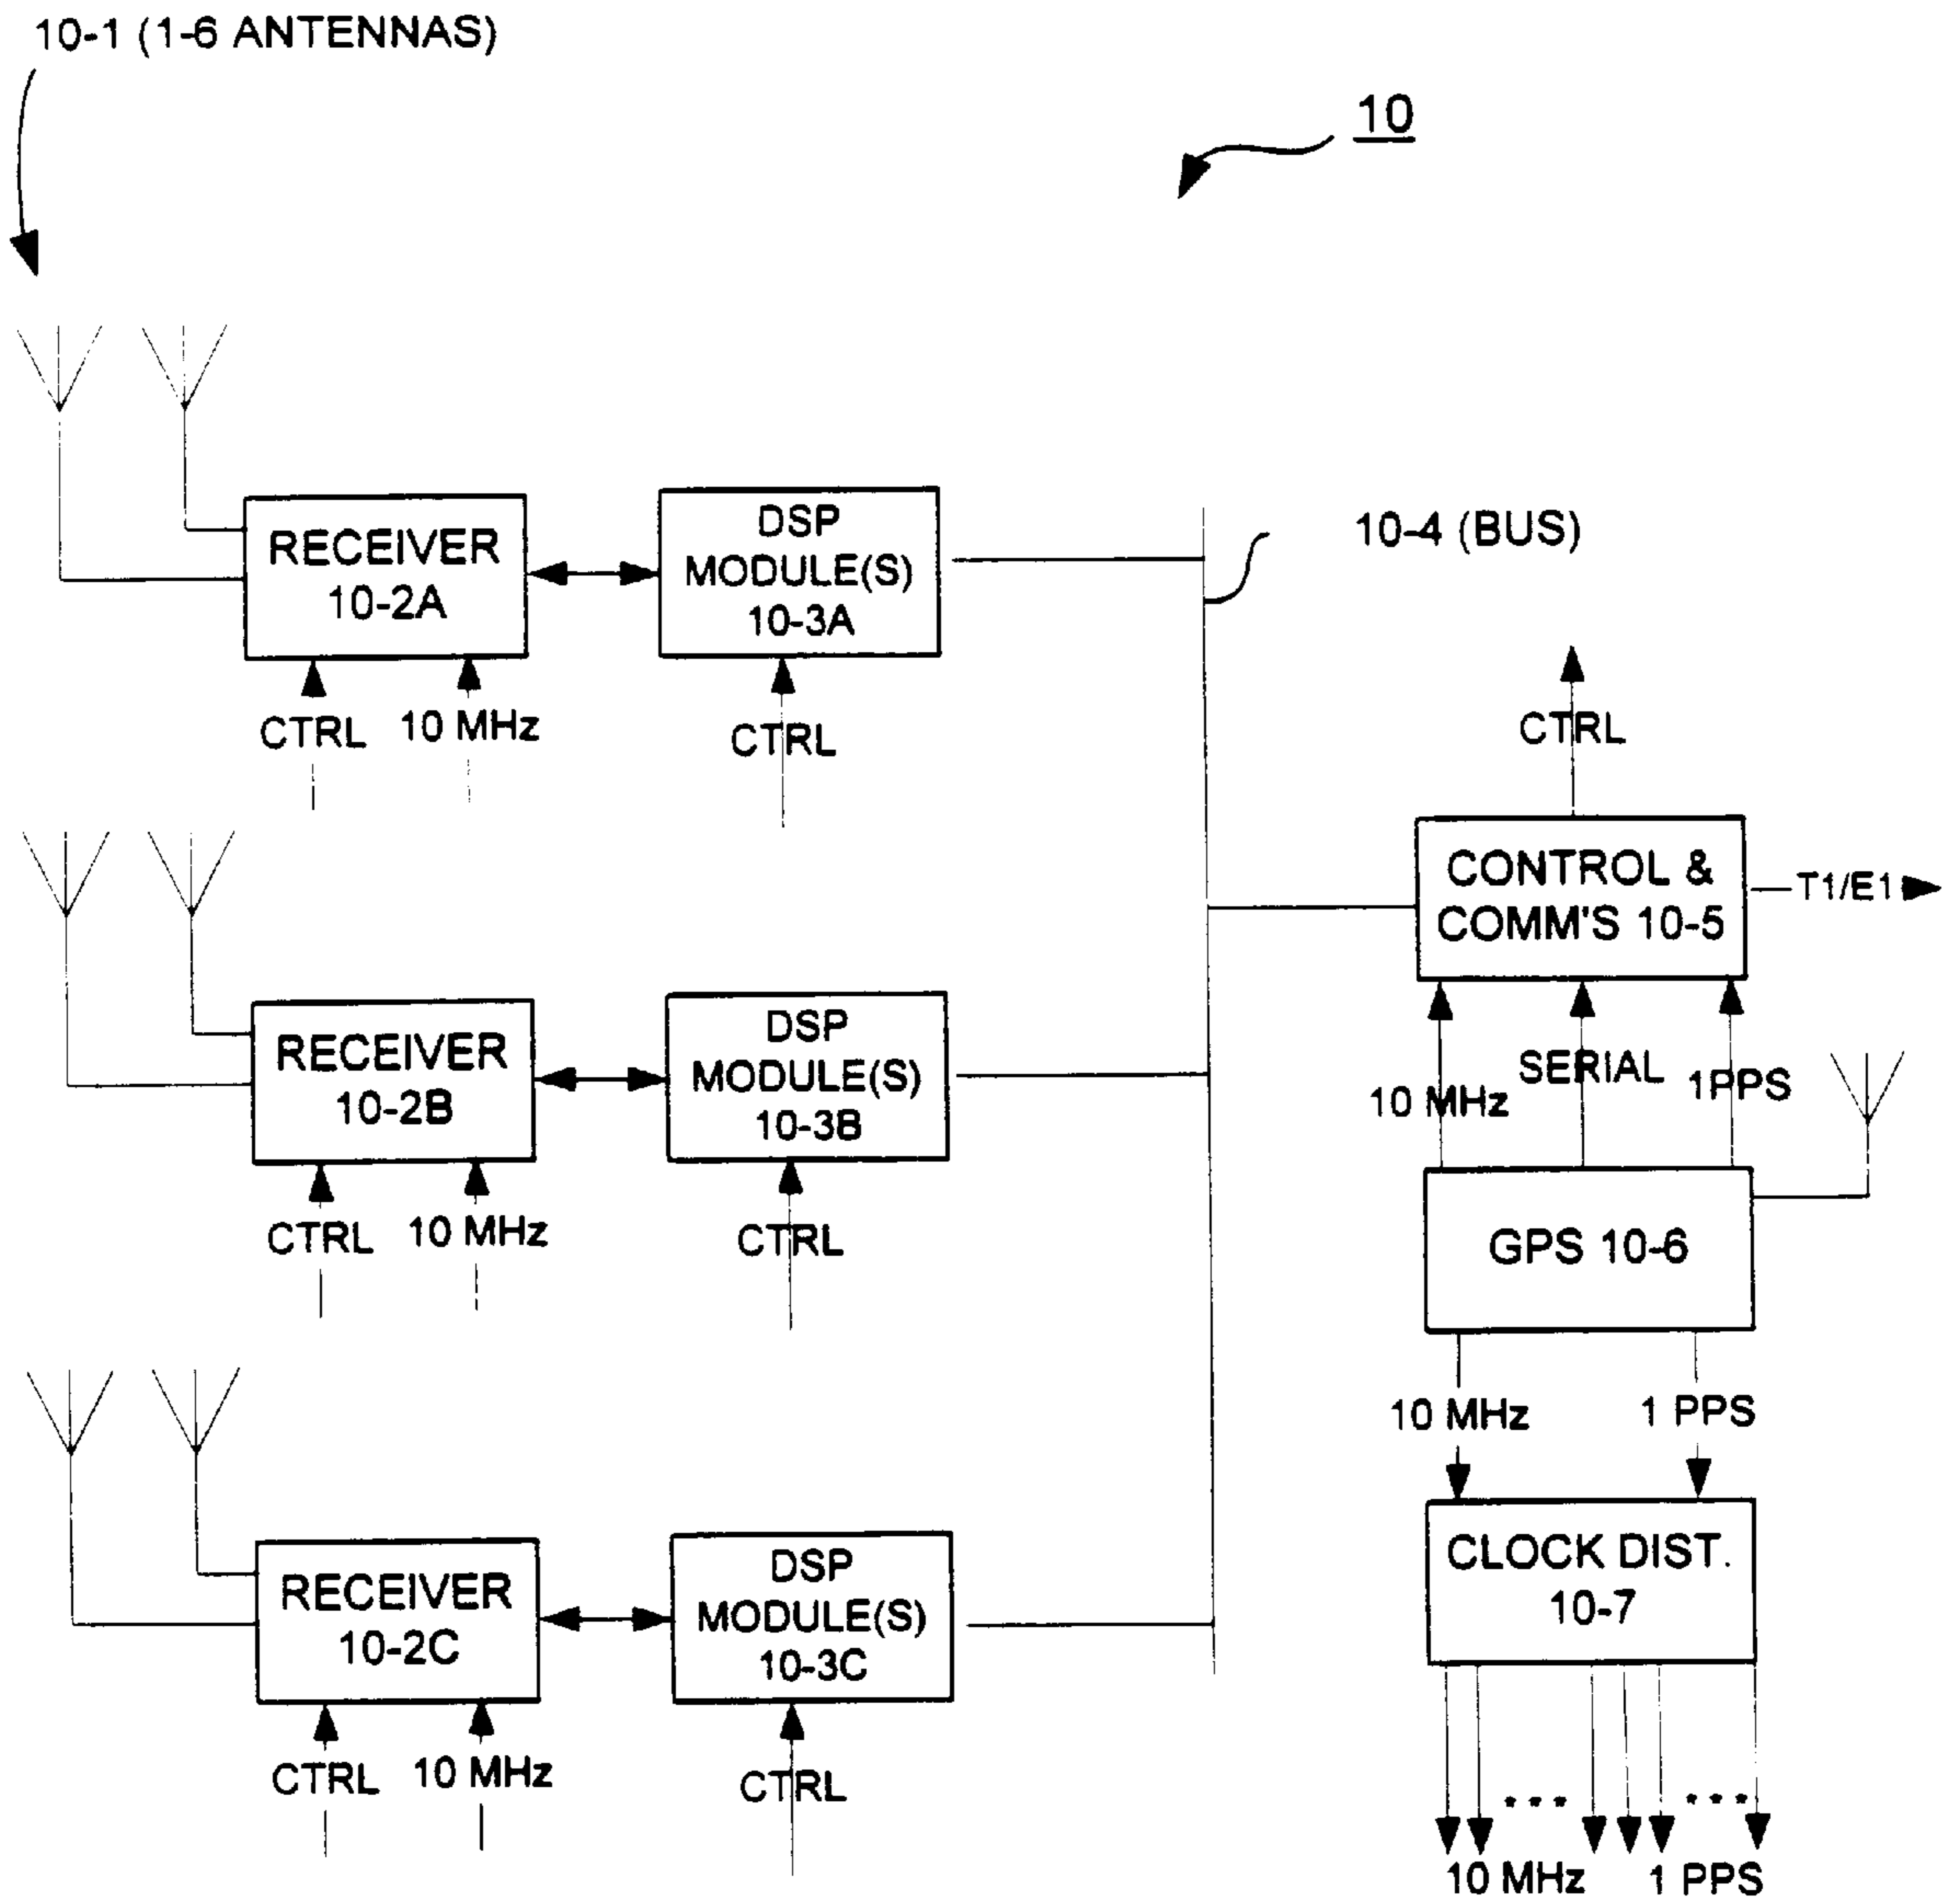 10-1 (1-6 ANTENNAS)
10
RECEIVER
10-2A
DSP
MODULE(S)
10-3A
10-4 (BUS)
CTRL
10 MHz
CTRL
CTRL
CONTROL &
COMM'S 10-5
T1/E1
RECEIVER
10-2B
DSP
MODULE(S)
10-3B
10 MHz
SERIAL
1PPS
CTRL
10 MHz
CTRL
GPS 10-6
10 MHz
1 PPS
RECEIVER
10-2C
DSP
MODULE(S)
10-3C
CLOCK DIST.
10-7
CTRL
10 MHz
CTRL
10 MHz
1 PPS